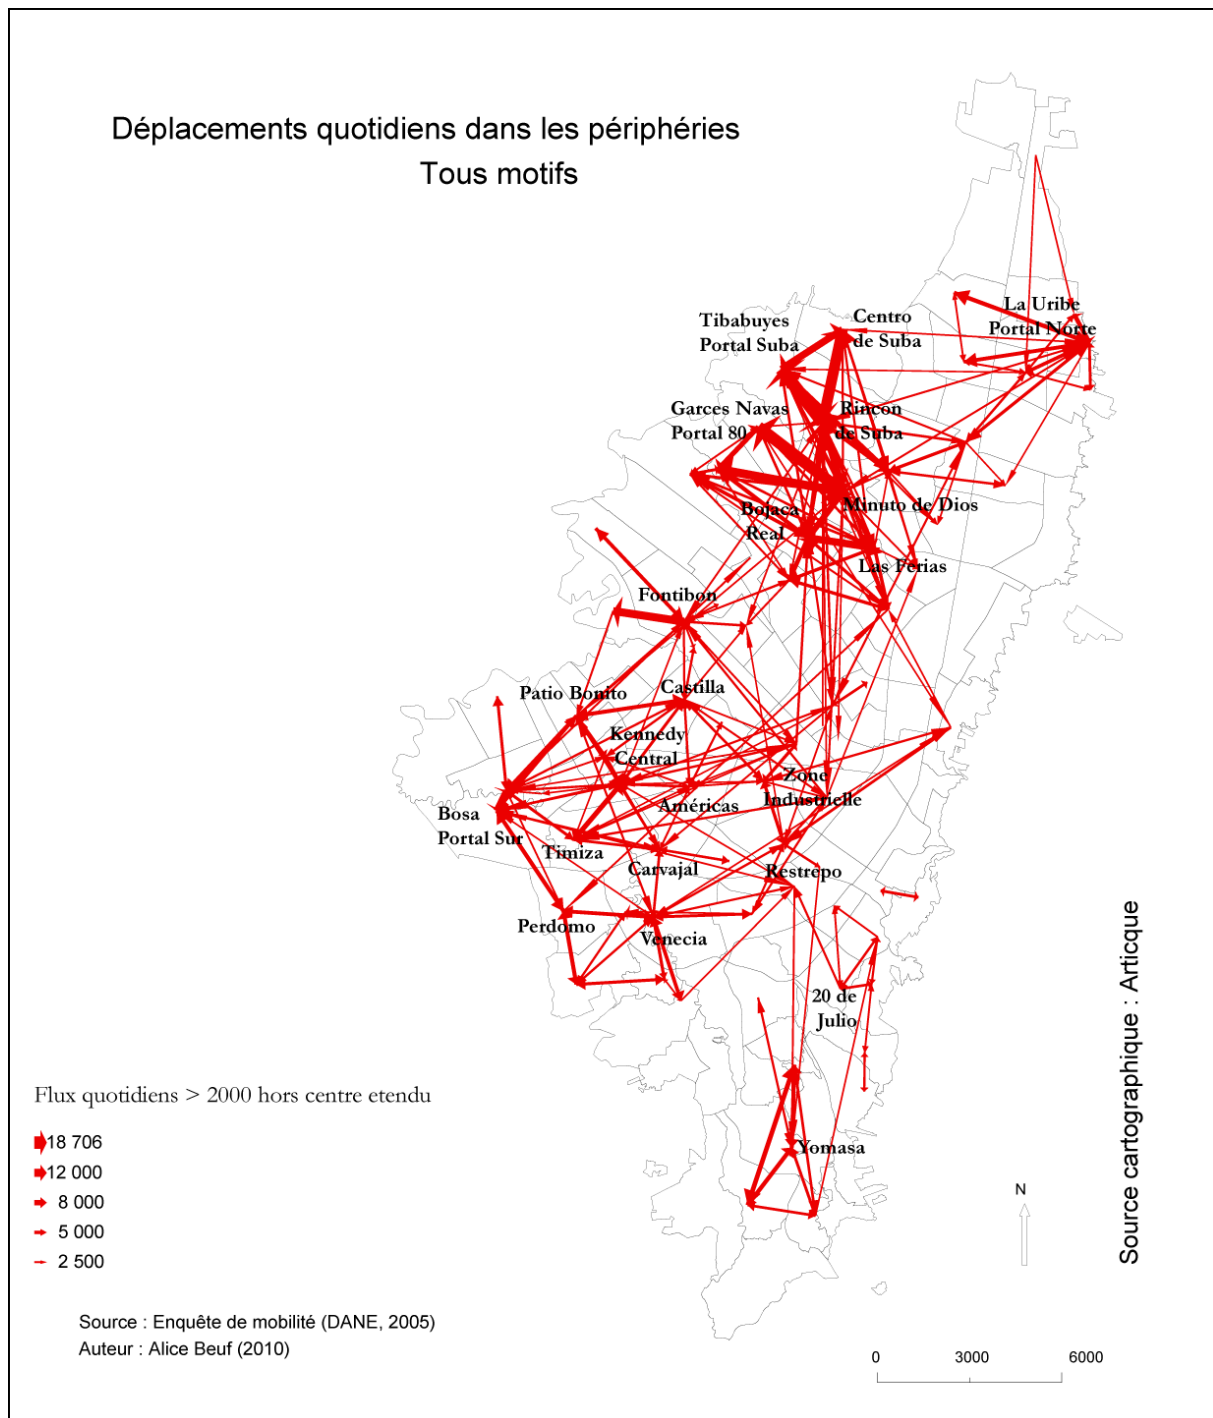 Déplacements quotidiens dans les périphéries
Tous motifs
La Uribe
Portal Norte
Centro
de Suba
Tibabuyes
Portal Suba
Garces Navas
Portal 80
Rincon
de Suba
Bojaca
Real
Minuto de Dios
Las Ferias
Fontibon
Patio Bonito
Castilla
Kennedy
Central
Zone
Industrielle
Américas
Bosa
Portal Sur
Timiza
Carvajal
Restrepo
Perdomo
Venecia
20 de
Julio
Yomasa
Flux quotidiens > 2000 hors centre etendu
18 706
12 000
8 000
5 000
2 500
Source : Enquête de mobilité (DANE, 2005)
Auteur : Alice Beuf (2010)
N
0 3000 6000
Source cartographique : Articque